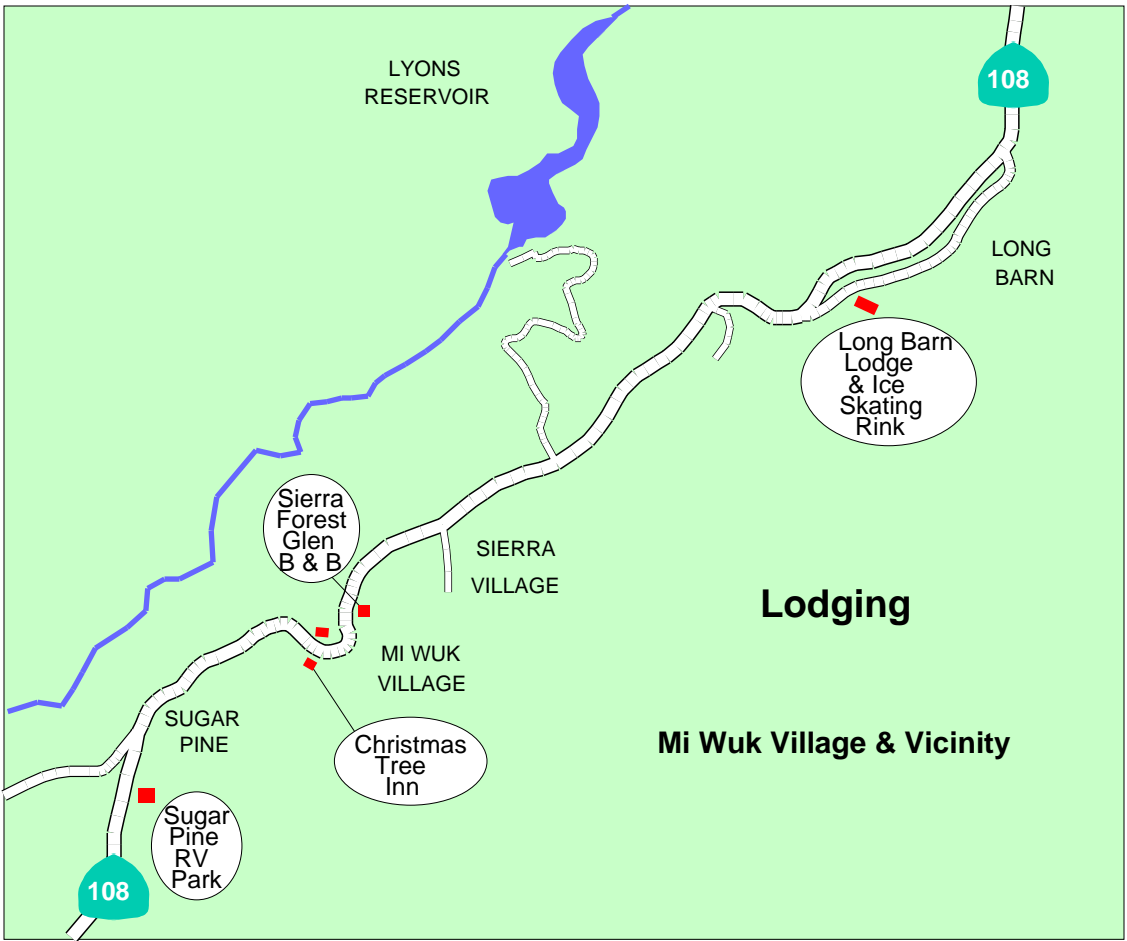 LYONS
RESERVOIR
108
LONG
BARN
Long Barn
Lodge
& Ice
Skating
Rink
Sierra
Forest
Glen
B & B
SIERRA
VILLAGE
Lodging
MI WUK
VILLAGE
SUGAR
PINE
Christmas
Tree
Inn
Mi Wuk Village & Vicinity
Sugar
Pine
RV
Park
108